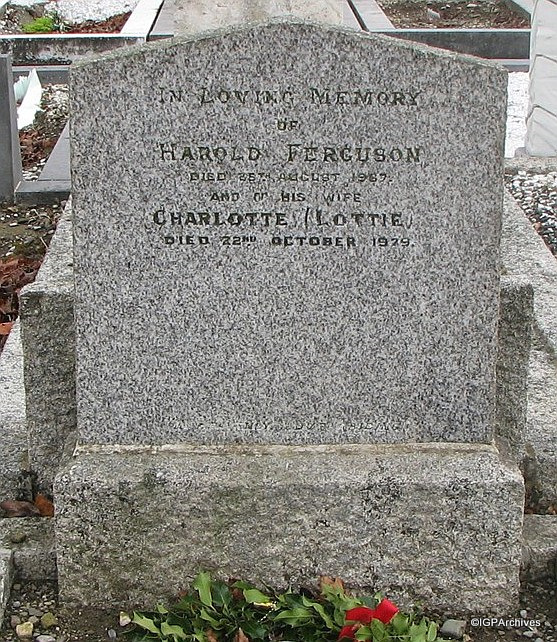 IN LOVING MEMORY
OF
HAROLD FERGUSON
DIED 25TH AUGUST 1967
AND OF HIS WIFE
CHARLOTTE (LOTTIE)
DIED 22ND OCTOBER 1979.
©IGPArchives